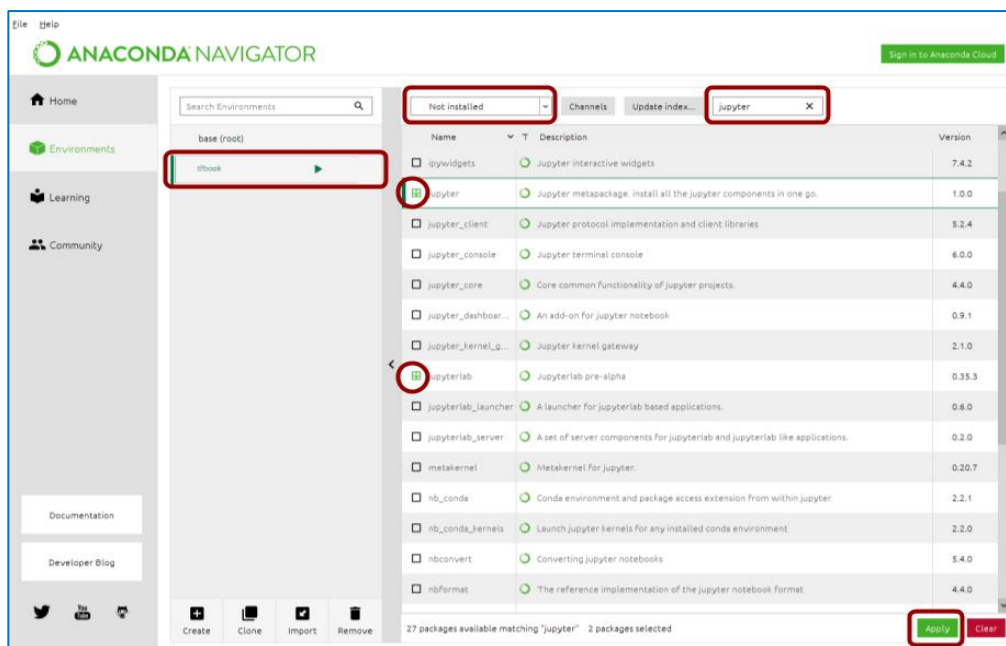 File Help
ANACONDA NAVIGATOR
Sign in to Anaconda Cloud
Home
Environments
Learning
Community
Documentation
Developer Blog
You Tube
Search Environments
base (root)
tfbook
Create Clone Import Remove
Not installed Channels Update index... jupyter X
Name T Description Version
ipywidgets Jupyter interactive widgets 7.4.2
jupyter Jupyter metapackage. install all the jupyter components in one go. 1.0.0
jupyter_client Jupyter protocol implementation and client libraries 5.2.4
jupyter_console Jupyter terminal console 6.0.0
jupyter_core Core common functionality of jupyter projects. 4.4.0
jupyter_dashboar... An add-on for jupyter notebook 0.9.1
jupyter_kernel_g... Jupyter kernel gateway 2.1.0
jupyterlab Jupyterlab pre-alpha 0.35.3
jupyterlab_launcher A launcher for jupyterlab based applications. 0.6.0
jupyterlab_server A set of server components for jupyterlab and jupyterlab like applications. 0.2.0
metakernel Metakernel for jupyter. 0.20.7
nb_conda Conda environment and package access extension from within jupyter 2.2.1
nb_conda_kernels Launch jupyter kernels for any installed conda environment 2.2.0
nbconvert Converting jupyter notebooks 5.4.0
nbformat The reference implementation of the jupyter notebook format 4.4.0
27 packages available matching "jupyter" 2 packages selected Apply Clear